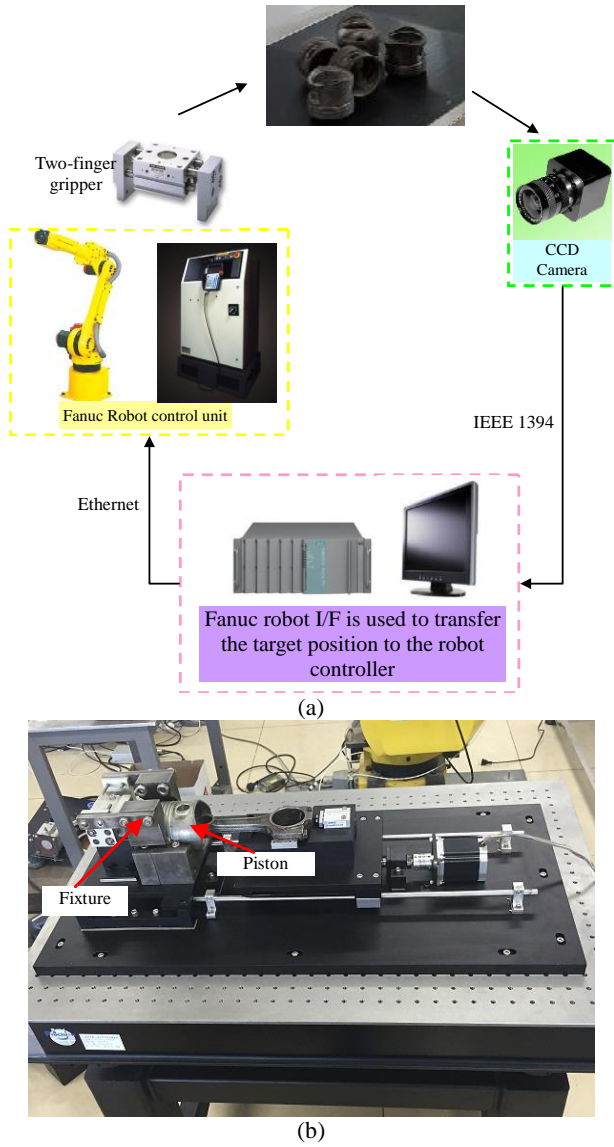 Two-finger
gripper
CCD
Camera
Fanuc Robot control unit
IEEE 1394
Ethernet
Fanuc robot I/F is used to transfer
the target position to the robot
controller
(a)
Piston
Fixture
(b)